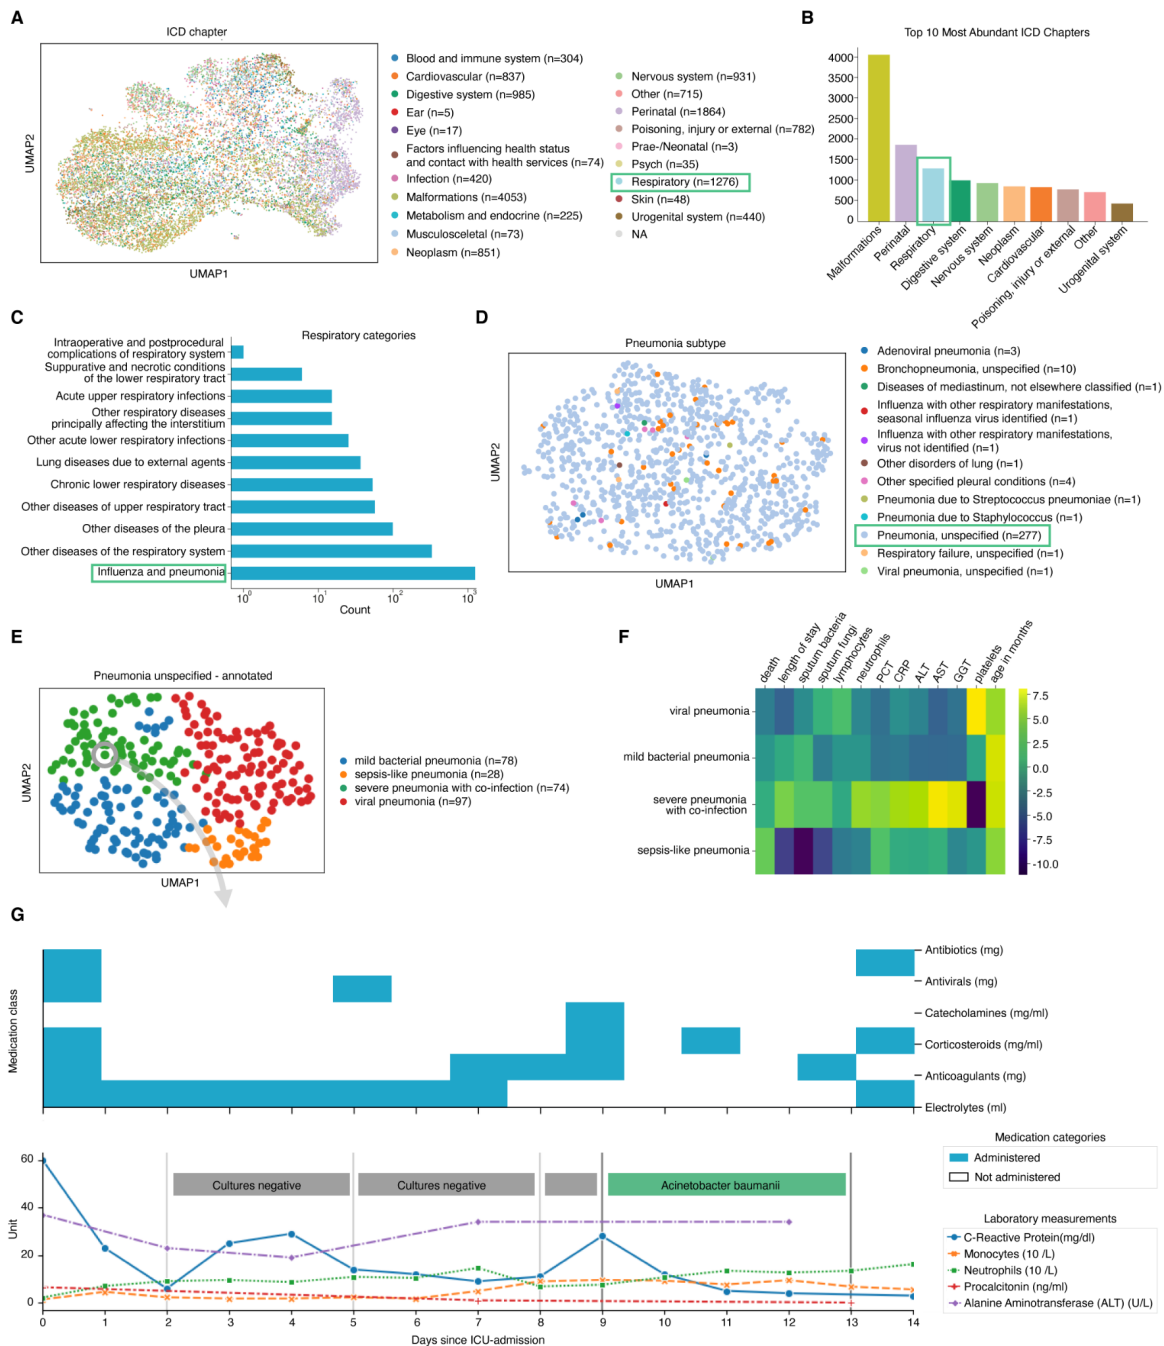 A
ICD chapter
UMAP2
UMAP1
Blood and immune system (n=304)
Cardiovascular (n=837)
Digestive system (n=985)
Ear (n=5)
Eye (n=17)
Factors influencing health status
and contact with health services (n=74)
Infection (n=420)
Malformations (n=4053)
Metabolism and endocrine (n=225)
Musculosceletal (n=73)
Neoplasm (n=851)
Nervous system (n=931)
Other (n=715)
Perinatal (n=1864)
Poisoning, injury or external (n=782)
Prae-/Neonatal (n=3)
Psych (n=35)
Respiratory (n=1276)
Skin (n=48)
Urogenital system (n=440)
NA
B
Top 10 Most Abundant ICD Chapters
4000
3500
3000
2500
2000
1500
1000
500
0
Malformations
Perinatal
Respiratory
Digestive system
Nervous system
Neoplasm
Cardiovascular
Poisoning, injury or external
Other
Urogenital system
C
Respiratory categories
Intraoperative and postprocedural
complications of respiratory system
Suppurative and necrotic conditions
of the lower respiratory tract
Acute upper respiratory infections
Other respiratory diseases
principally affecting the interstitium
Other acute lower respiratory infections
Lung diseases due to external agents
Chronic lower respiratory diseases
Other diseases of upper respiratory tract
Other diseases of the pleura
Other diseases of the respiratory system
Influenza and pneumonia
10⁰ 10¹ 10² 10³
Count
D
Pneumonia subtype
UMAP2
UMAP1
Adenoviral pneumonia (n=3)
Bronchopneumonia, unspecified (n=10)
Diseases of mediastinum, not elsewhere classified (n=1)
Influenza with other respiratory manifestations,
seasonal influenza virus identified (n=1)
Influenza with other respiratory manifestations,
virus not identified (n=1)
Other disorders of lung (n=1)
Other specified pleural conditions (n=4)
Pneumonia due to Streptococcus pneumoniae (n=1)
Pneumonia due to Staphylococcus (n=1)
Pneumonia, unspecified (n=277)
Respiratory failure, unspecified (n=1)
Viral pneumonia, unspecified (n=1)
E
Pneumonia unspecified - annotated
UMAP2
UMAP1
mild bacterial pneumonia (n=78)
sepsis-like pneumonia (n=28)
severe pneumonia with co-infection (n=74)
viral pneumonia (n=97)
F
death
length of stay
sputum bacteria
sputum fungi
lymphocytes
neutrophils
PCT
CRP
ALT
AST
GGT
platelets
age in months
viral pneumonia
mild bacterial pneumonia
severe pneumonia
with co-infection
sepsis-like pneumonia
7.5
5.0
2.5
0.0
-2.5
-5.0
-7.5
-10.0
G
Medication class
Antibiotics (mg)
Antivirals (mg)
Catecholamines (mg/ml)
Corticosteroids (mg/ml)
Anticoagulants (mg)
Electrolytes (ml)
Unit
60
40
20
0
Cultures negative
Cultures negative
Acinetobacter baumanii
0 1 2 3 4 5 6 7 8 9 10 11 12 13 14
Days since ICU-admission
Medication categories
Administered
Not administered
Laboratory measurements
C-Reactive Protein(mg/dl)
Monocytes (10 /L)
Neutrophils (10 /L)
Procalcitonin (ng/ml)
Alanine Aminotransferase (ALT) (U/L)